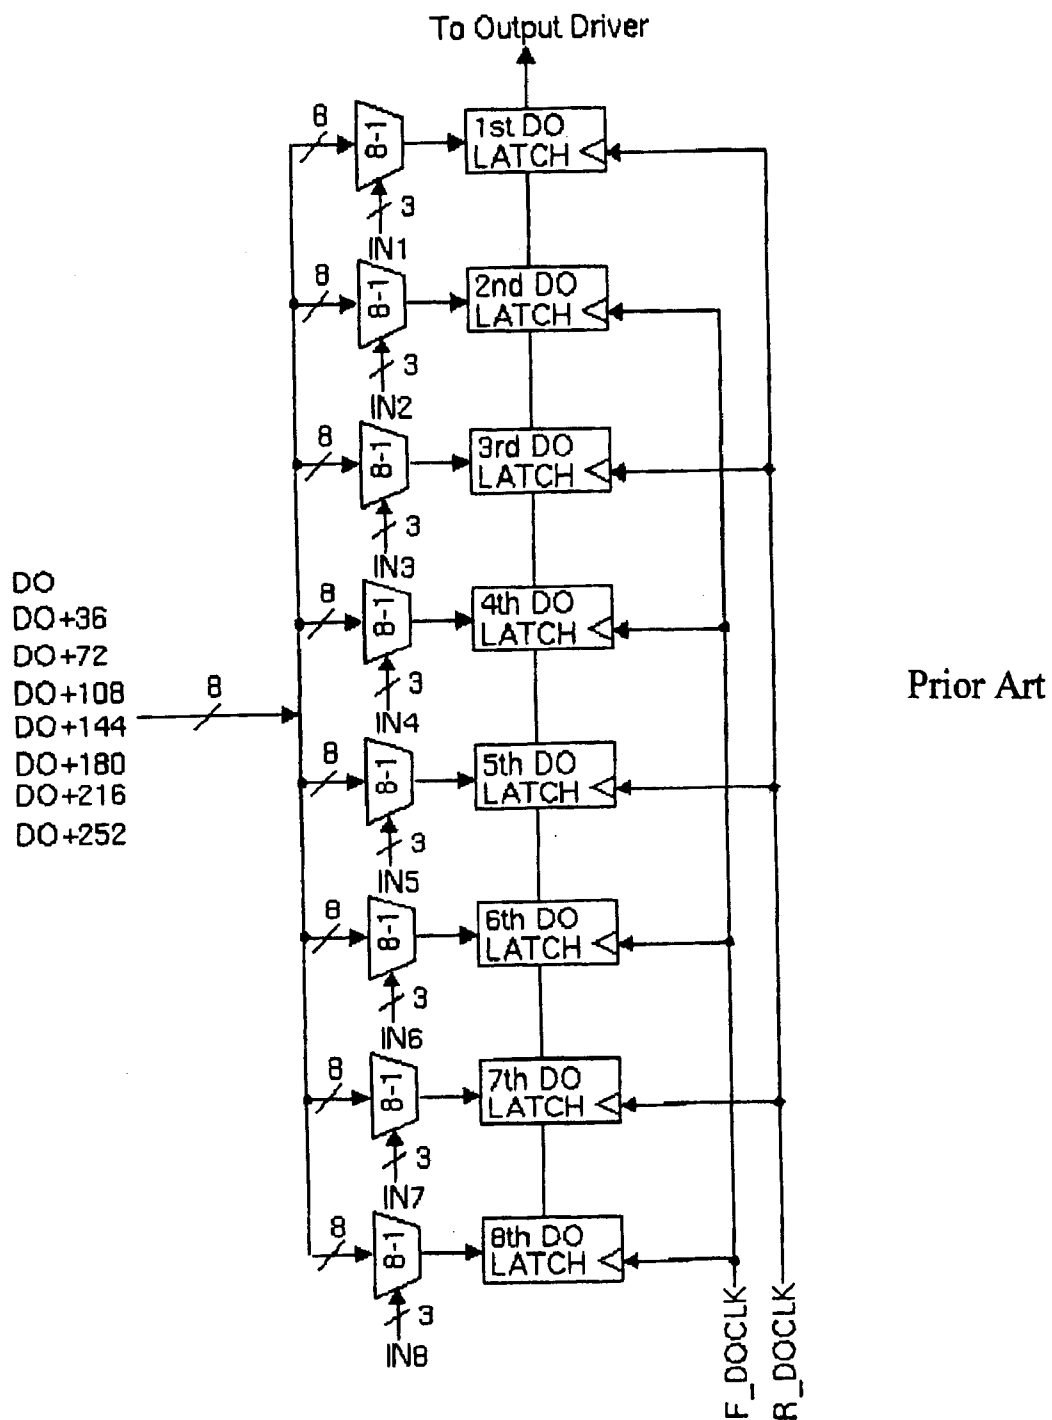 To Output Driver
8
8-1
1st DO
LATCH
3
IN1
8
8-1
2nd DO
LATCH
3
IN2
8
8-1
3rd DO
LATCH
3
IN3
DO
DO+36
DO+72
DO+108
DO+144
DO+180
DO+216
DO+252
8
8
8-1
4th DO
LATCH
3
IN4
Prior Art
8
8-1
5th DO
LATCH
3
IN5
8
8-1
6th DO
LATCH
3
IN6
8
8-1
7th DO
LATCH
3
IN7
8
8-1
8th DO
LATCH
3
IN8
F_DOCLK
R_DOCLK